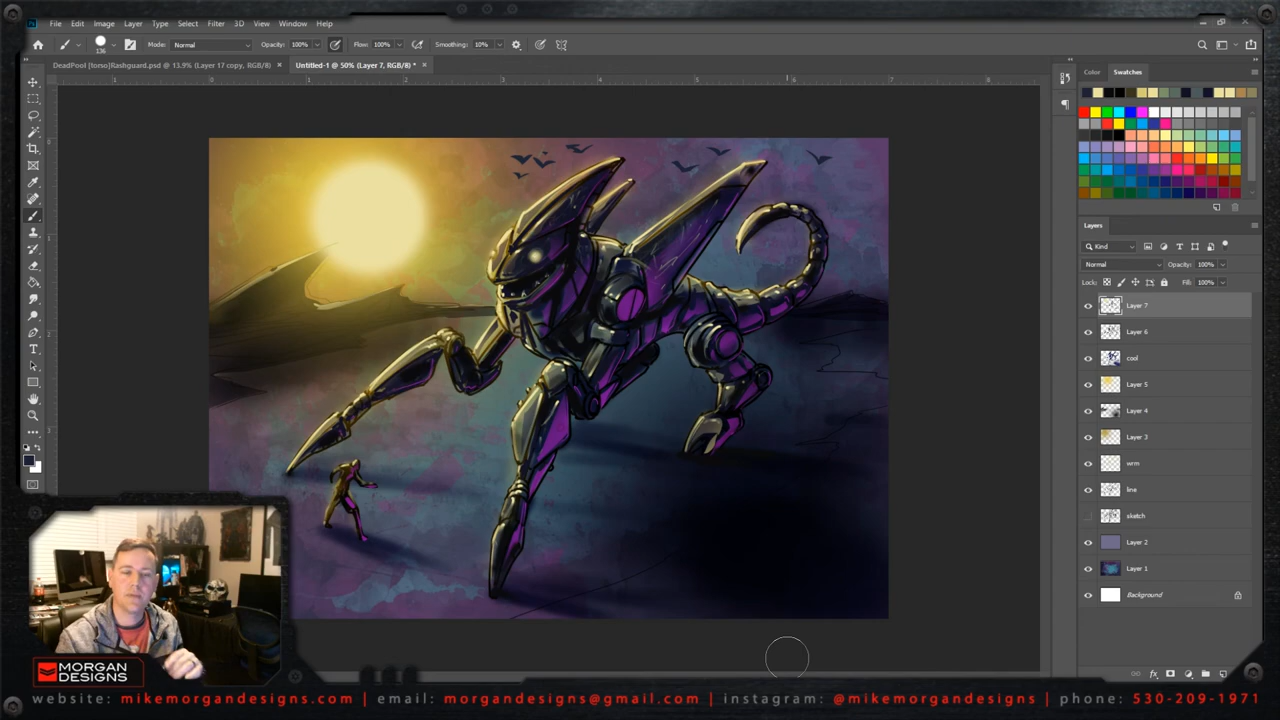 File Edit Image Layer Type Select Filter 3D View Window Help
136 Mode: Normal Opacity: 100% Flow: 100% Smoothing: 10%
DeadPool [torso]Rashguard.psd @ 13.9% (Layer 17 copy, RGB/8) × Untitled-1 @ 50% (Layer 7, RGB/8) * ×
Color Swatches
Layers
Kind
Normal Opacity: 100%
Lock: Fill: 100%
Layer 7
Layer 6
cool
Layer 5
Layer 4
Layer 3
wrm
line
sketch
Layer 2
Layer 1
Background
MORGAN
DESIGNS
website: mikemorgandesigns.com | email: morgandesigns@gmail.com | instagram: @mikemorgandesigns | phone: 530-209-1971